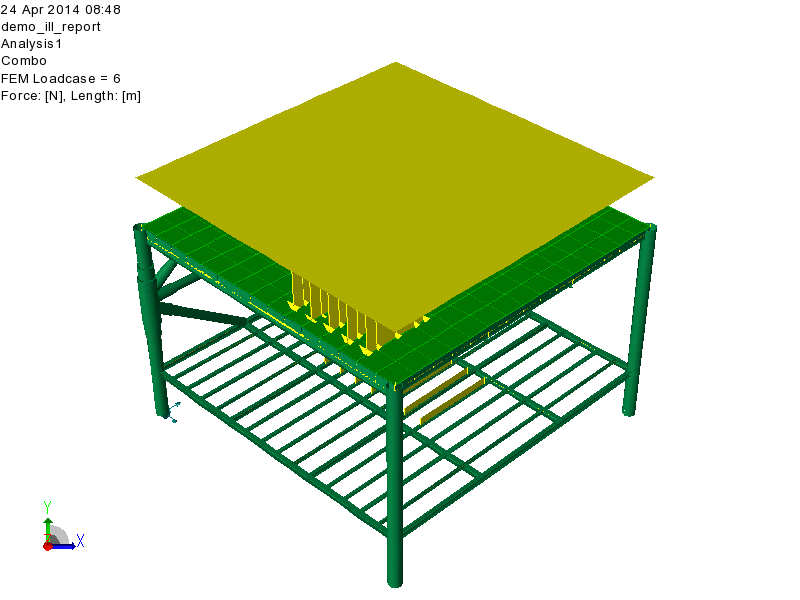 24 Apr 2014 08:48
demo_ill_report
Analysis1
Combo
FEM Loadcase = 6
Force: [N], Length: [m]
Y
X